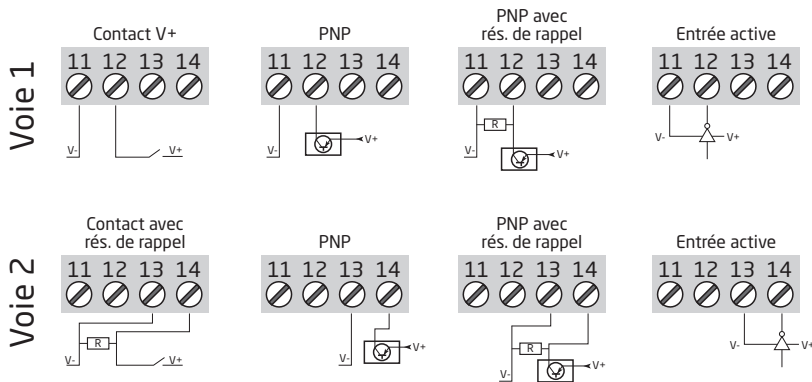 Voie 1
Contact V+
11 12 13 14
V-
V+
PNP
11 12 13 14
V-
V+
PNP avec
rés. de rappel
11 12 13 14
R
V-
V+
Entrée active
11 12 13 14
V-
V+
Voie 2
Contact avec
rés. de rappel
11 12 13 14
R
V-
V+
PNP
11 12 13 14
V-
V+
PNP avec
rés. de rappel
11 12 13 14
R
V-
V+
Entrée active
11 12 13 14
V-
V+